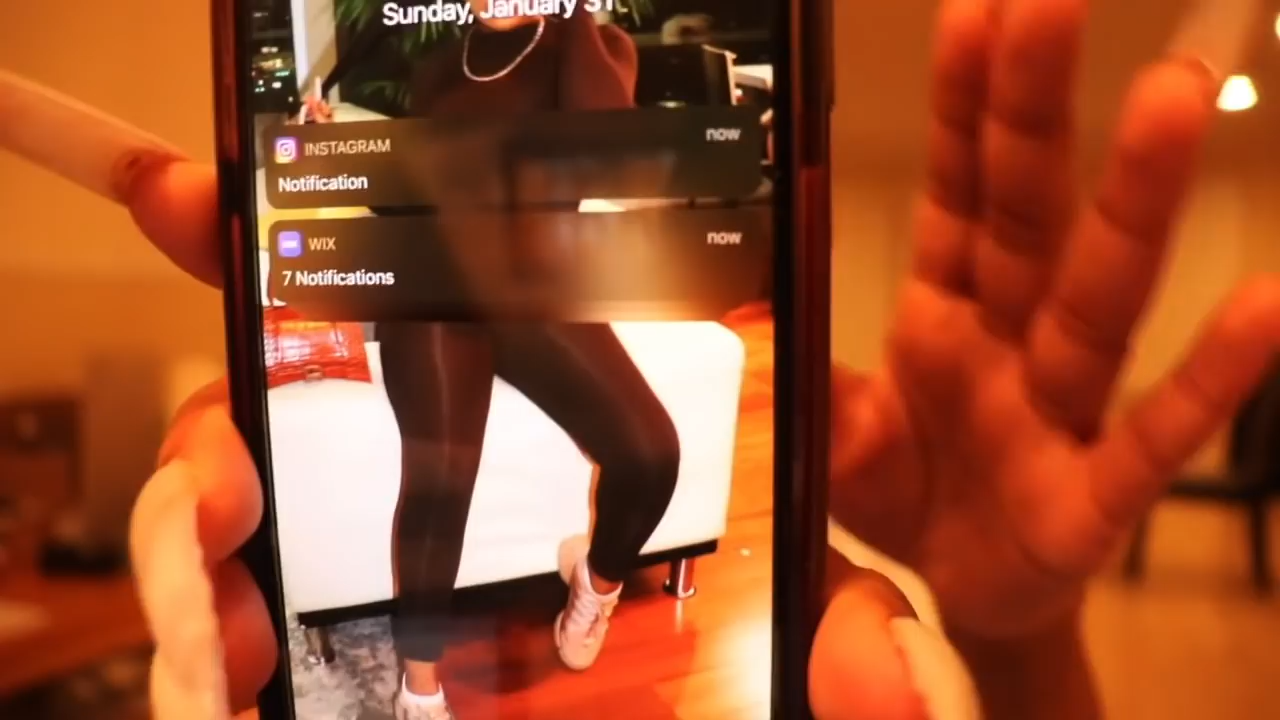 Sunday, January 31
INSTAGRAM
now
Notification
WIX
now
7 Notifications